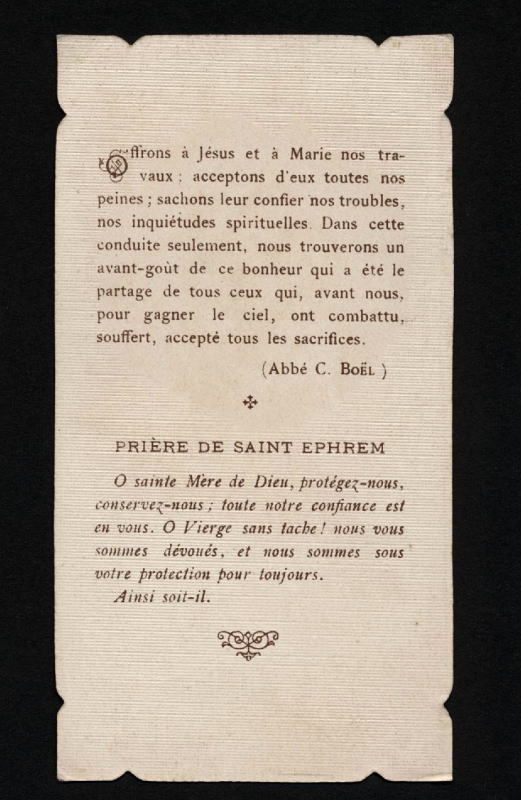 Offrons à Jésus et à Marie nos tra-
vaux ; acceptons d'eux toutes nos
peines ; sachons leur confier nos troubles,
nos inquiétudes spirituelles. Dans cette
conduite seulement, nous trouverons un
avant-goût de ce bonheur qui a été le
partage de tous ceux qui, avant nous,
pour gagner le ciel, ont combattu,
souffert, accepté tous les sacrifices.
(Abbé C. BOËL )
PRIÈRE DE SAINT EPHREM
O sainte Mère de Dieu, protégez-nous,
conservez-nous ; toute notre confiance est
en vous. O Vierge sans tache ! nous vous
sommes dévoués, et nous sommes sous
votre protection pour toujours.
Ainsi soit-il.